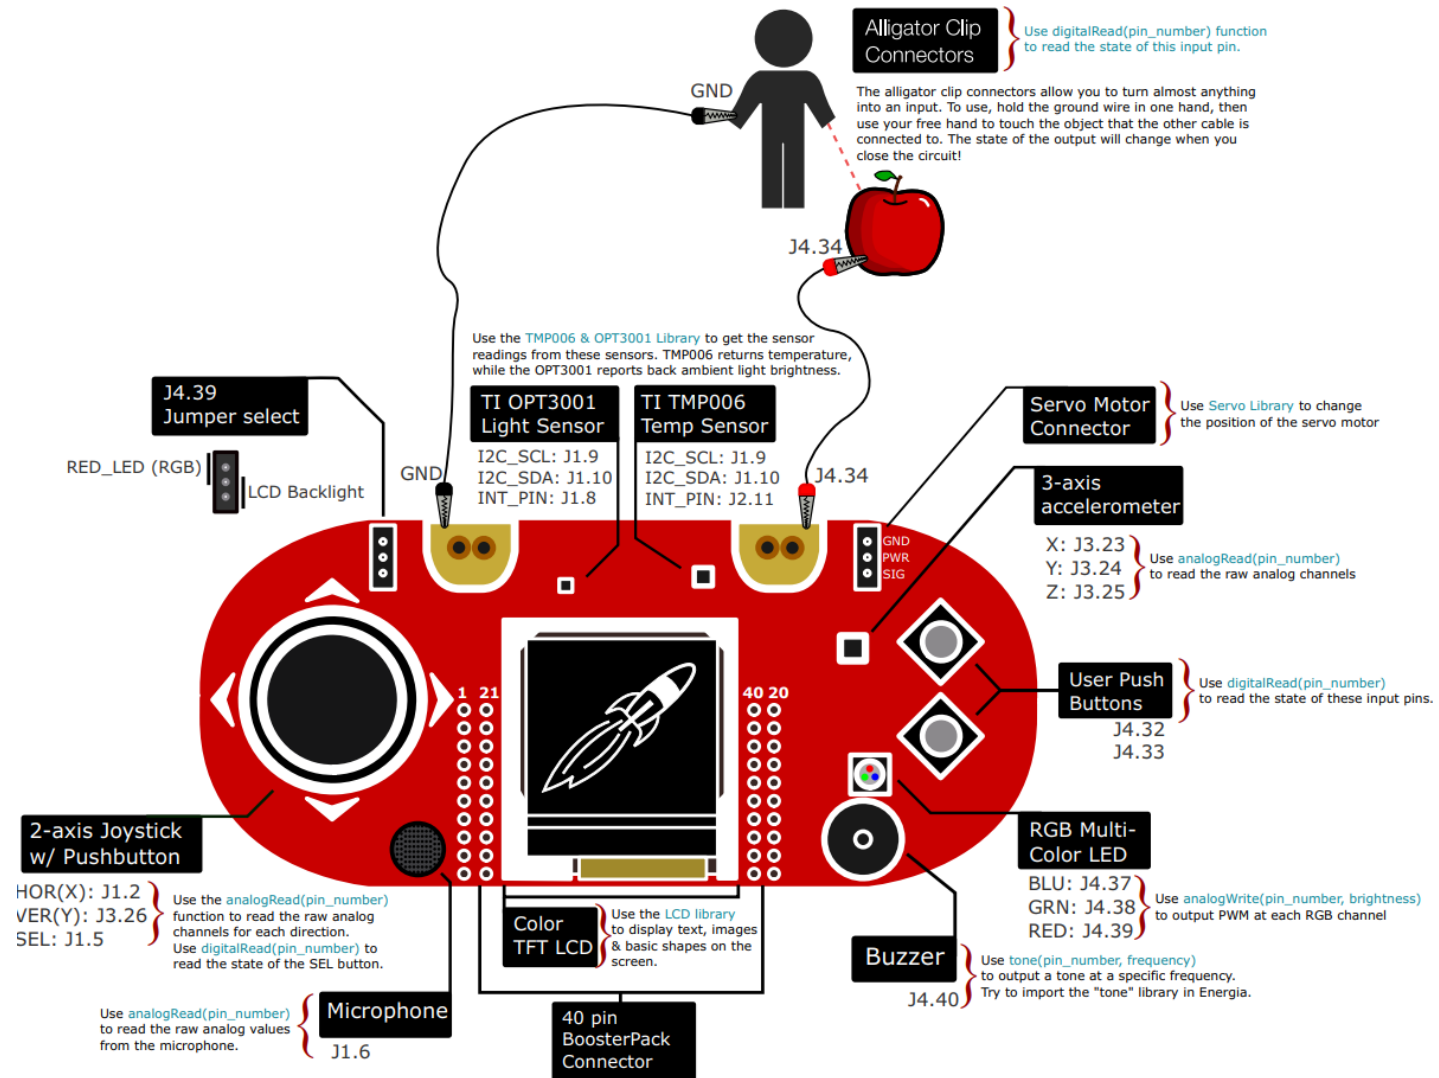 Alligator Clip
Connectors
Use digitalRead(pin_number) function
to read the state of this input pin.
The alligator clip connectors allow you to turn almost anything
into an input. To use, hold the ground wire in one hand, then
use your free hand to touch the object that the other cable is
connected to. The state of the output will change when you
close the circuit!
GND
J4.34
Use the TMP006 & OPT3001 Library to get the sensor
readings from these sensors. TMP006 returns temperature,
while the OPT3001 reports back ambient light brightness.
J4.39
Jumper select
RED_LED (RGB)
LCD Backlight
TI OPT3001
Light Sensor
I2C_SCL: J1.9
I2C_SDA: J1.10
INT_PIN: J1.8
TI TMP006
Temp Sensor
I2C_SCL: J1.9
I2C_SDA: J1.10
INT_PIN: J2.11
GND
J4.34
Servo Motor
Connector
Use Servo Library to change
the position of the servo motor
3-axis
accelerometer
X: J3.23
Y: J3.24
Z: J3.25
Use analogRead(pin_number)
to read the raw analog channels
GND
PWR
SIG
User Push
Buttons
J4.32
J4.33
Use digitalRead(pin_number)
to read the state of these input pins.
1 21
40 20
2-axis Joystick
w/ Pushbutton
HOR(X): J1.2
VER(Y): J3.26
SEL: J1.5
Use the analogRead(pin_number)
function to read the raw analog
channels for each direction.
Use digitalRead(pin_number) to
read the state of the SEL button.
RGB Multi-
Color LED
BLU: J4.37
GRN: J4.38
RED: J4.39
Use analogWrite(pin_number, brightness)
to output PWM at each RGB channel
Color
TFT LCD
Use the LCD library
to display text, images
& basic shapes on the
screen.
Buzzer
J4.40
Use tone(pin_number, frequency)
to output a tone at a specific frequency.
Try to import the "tone" library in Energia.
Microphone
J1.6
Use analogRead(pin_number)
to read the raw analog values
from the microphone.
40 pin
BoosterPack
Connector